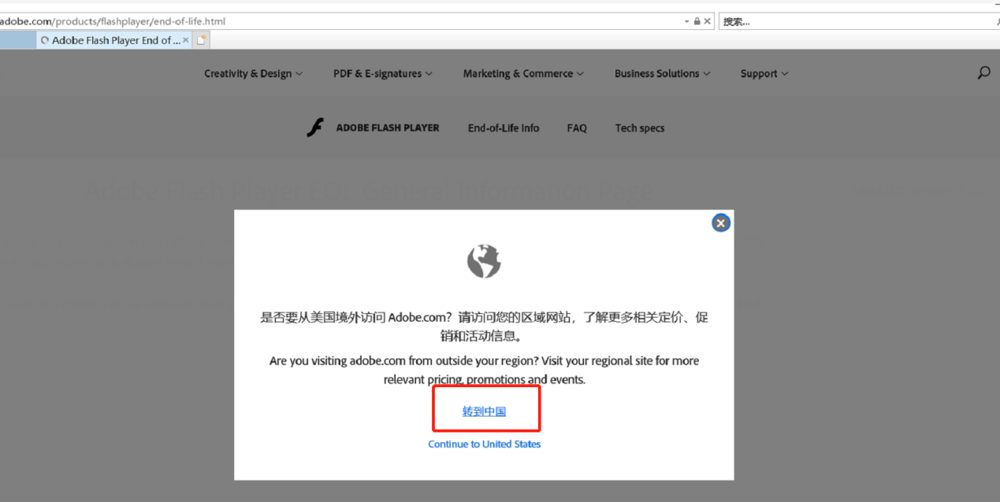 adobe.com/products/flashplayer/end-of-life.html
搜索...
Adobe Flash Player End of ...
Creativity & Design
PDF & E-signatures
Marketing & Commerce
Business Solutions
Support
ADOBE FLASH PLAYER
End-of-Life Info
FAQ
Tech specs
Adobe Flash Player EOL General Information Page
是否要从美国境外访问 Adobe.com？请访问您的区域网站，了解更多相关定价、促
销和活动信息。
Are you visiting adobe.com from outside your region? Visit your regional site for more
relevant pricing, promotions and events.
转到中国
Continue to United States